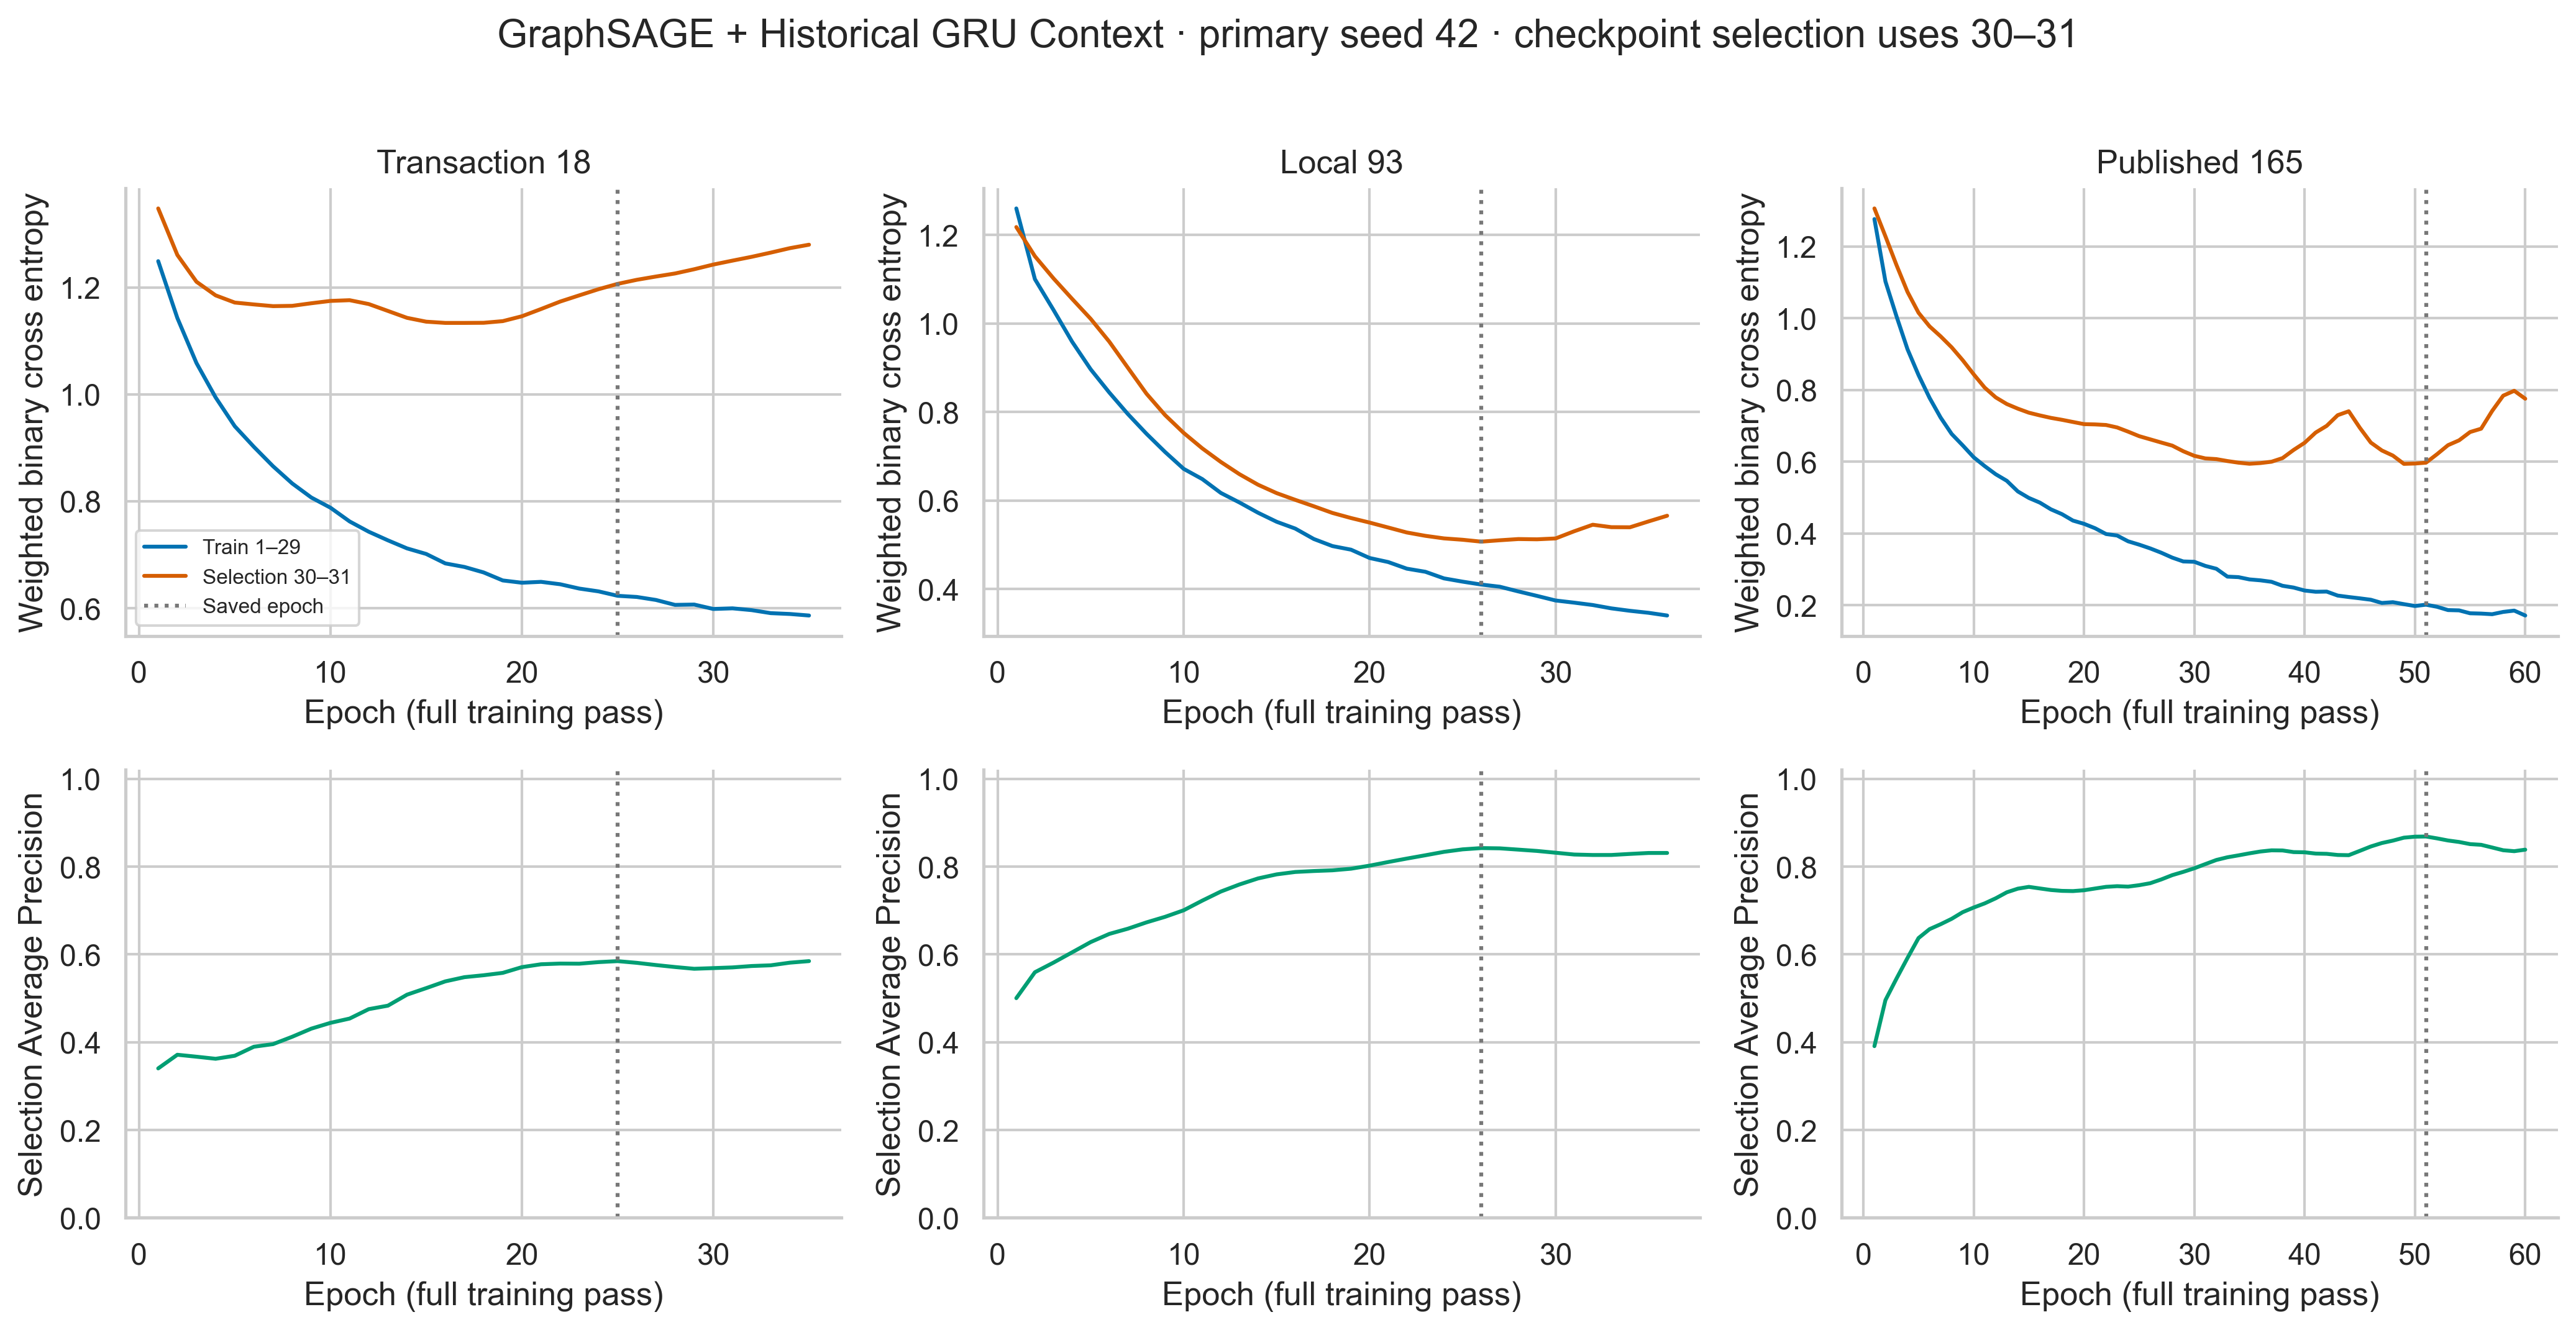 GraphSAGE + Historical GRU Context · primary seed 42 · checkpoint selection uses 30–31
Transaction 18
Weighted binary cross entropy
1.2
1.0
0.8
0.6
Train 1–29
Selection 30–31
Saved epoch
0 10 20 30
Epoch (full training pass)
Local 93
Weighted binary cross entropy
1.2
1.0
0.8
0.6
0.4
0 10 20 30
Epoch (full training pass)
Published 165
Weighted binary cross entropy
1.2
1.0
0.8
0.6
0.4
0.2
0 10 20 30 40 50 60
Epoch (full training pass)
Selection Average Precision
1.0
0.8
0.6
0.4
0.2
0.0
0 10 20 30
Epoch (full training pass)
Selection Average Precision
1.0
0.8
0.6
0.4
0.2
0.0
0 10 20 30
Epoch (full training pass)
Selection Average Precision
1.0
0.8
0.6
0.4
0.2
0.0
0 10 20 30 40 50 60
Epoch (full training pass)